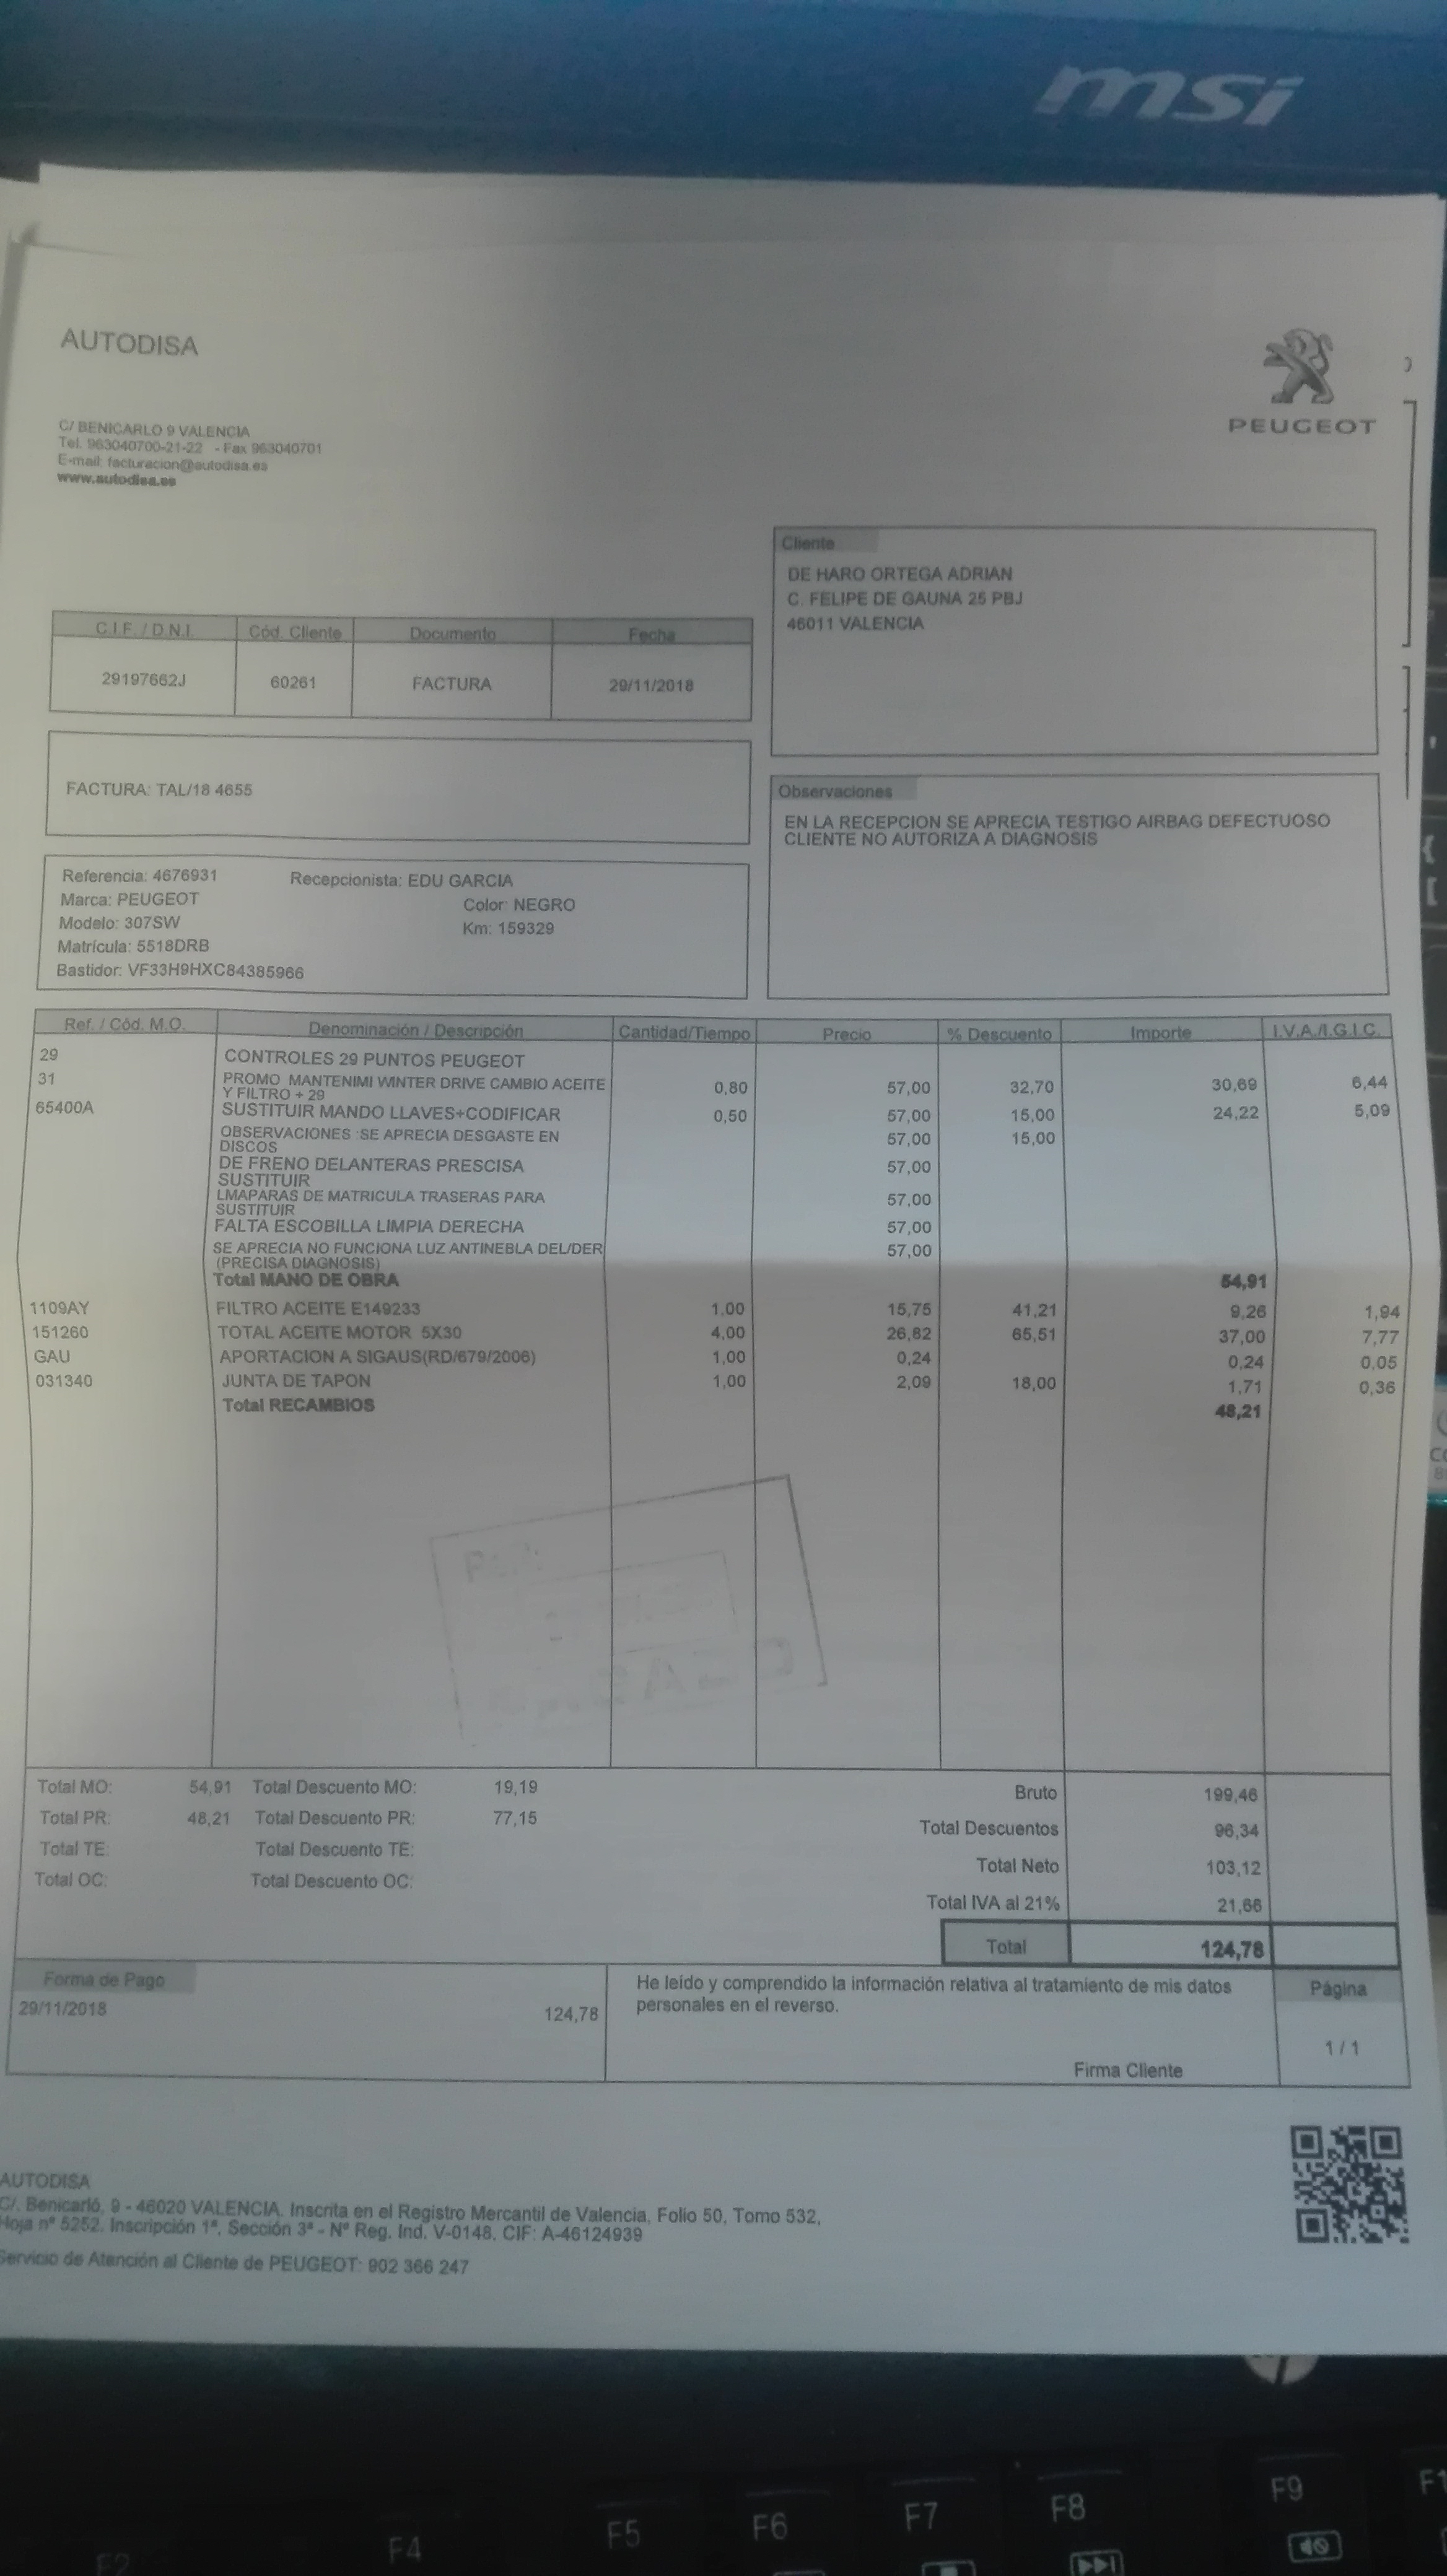 msi
AUTODISA
PEUGEOT
C/ BENICARLO 9 VALENCIA
Tel. 963040700-21-22 - Fax 963040701
E-mail: facturacion@autodisa.es
www.autodisa.es
Cliente
DE HARO ORTEGA ADRIAN
C. FELIPE DE GAUNA 25 PBJ
46011 VALENCIA
C.I.F. / D.N.I. Cód. Cliente Documento Fecha
29197662J 60261 FACTURA 29/11/2018
FACTURA: TAL/18 4655
Observaciones
EN LA RECEPCION SE APRECIA TESTIGO AIRBAG DEFECTUOSO
CLIENTE NO AUTORIZA A DIAGNOSIS
Referencia: 4676931 Recepcionista: EDU GARCIA
Marca: PEUGEOT Color: NEGRO
Modelo: 307SW Km: 159329
Matrícula: 5518DRB
Bastidor: VF33H9HXC84385966
Ref. / Cód. M.O. Denominación / Descripción Cantidad/Tiempo Precio % Descuento Importe I.V.A./I.G.I.C.
29 CONTROLES 29 PUNTOS PEUGEOT
31 PROMO MANTENIMI WINTER DRIVE CAMBIO ACEITE 0,80 57,00 32,70 30,69 6,44
Y FILTRO + 29
65400A SUSTITUIR MANDO LLAVES+CODIFICAR 0,50 57,00 15,00 24,22 5,09
OBSERVACIONES :SE APRECIA DESGASTE EN 57,00 15,00
DISCOS
DE FRENO DELANTERAS PRESCISA 57,00
SUSTITUIR
LMAPARAS DE MATRICULA TRASERAS PARA 57,00
SUSTITUIR
FALTA ESCOBILLA LIMPIA DERECHA 57,00
SE APRECIA NO FUNCIONA LUZ ANTINEBLA DEL/DER 57,00
(PRECISA DIAGNOSIS)
Total MANO DE OBRA 54,91
1109AY FILTRO ACEITE E149233 1,00 15,75 41,21 9,26 1,94
151260 TOTAL ACEITE MOTOR 5X30 4,00 26,82 65,51 37,00 7,77
GAU APORTACION A SIGAUS(RD/679/2006) 1,00 0,24 0,24 0,05
031340 JUNTA DE TAPON 1,00 2,09 18,00 1,71 0,36
Total RECAMBIOS 48,21
Total MO: 54,91 Total Descuento MO: 19,19 Bruto 199,46
Total PR: 48,21 Total Descuento PR: 77,15 Total Descuentos 96,34
Total TE: Total Descuento TE: Total Neto 103,12
Total OC: Total Descuento OC: Total IVA al 21% 21,66
Total 124,78
Forma de Pago
29/11/2018 124,78
He leído y comprendido la información relativa al tratamiento de mis datos
personales en el reverso.
Firma Cliente
Página
1 / 1
AUTODISA
C/. Benicarló, 9 - 46020 VALENCIA. Inscrita en el Registro Mercantil de Valencia, Folio 50, Tomo 532,
Hoja nº 5252. Inscripción 1ª, Sección 3ª - Nº Reg. Ind. V-0148. CIF: A-46124939
Servicio de Atención al Cliente de PEUGEOT: 902 366 247
F2 F4 F5 F6 F7 F8 F9